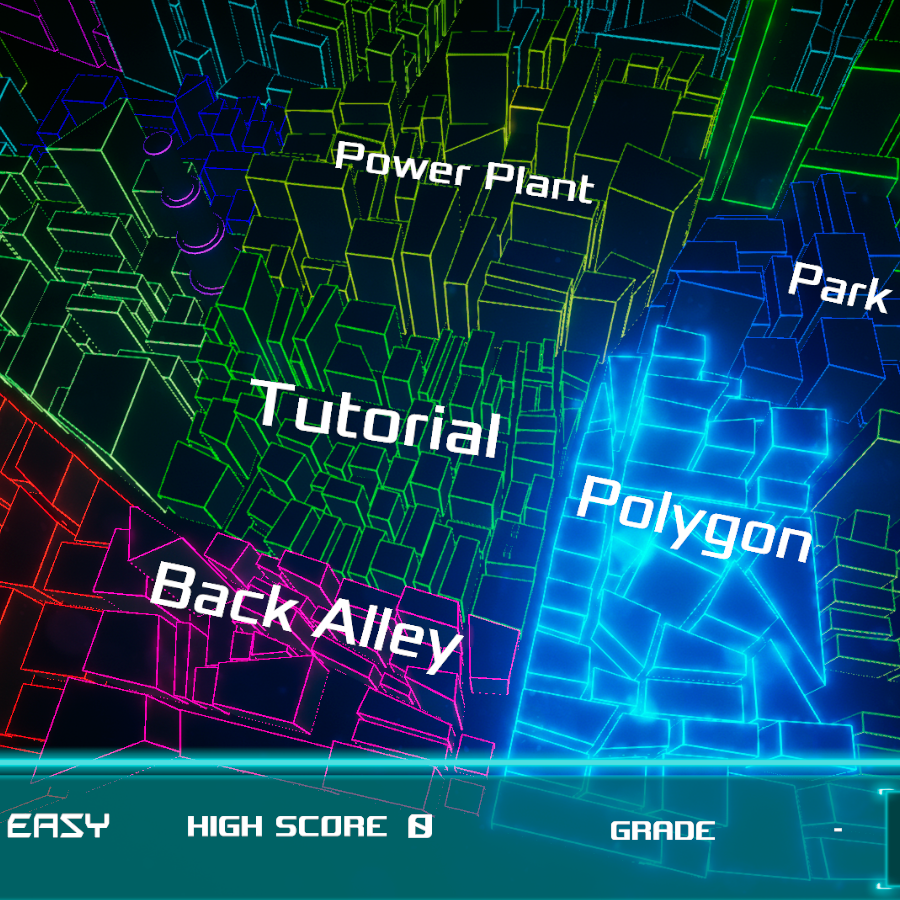 Power Plant
Park
Tutorial
Polygon
Back Alley
EASY HIGH SCORE 0 GRADE -